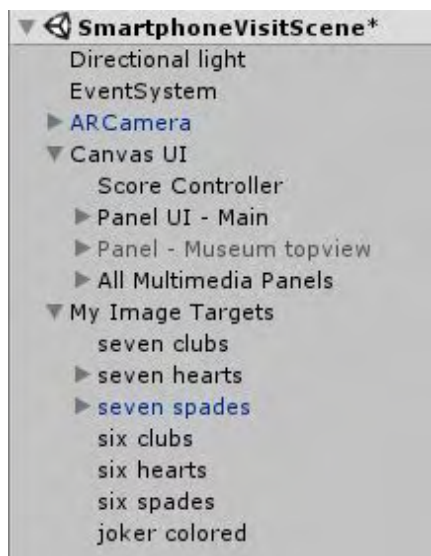 SmartphoneVisitScene*
Directional light
EventSystem
ARCamera
Canvas UI
Score Controller
Panel UI - Main
Panel - Museum topview
All Multimedia Panels
My Image Targets
seven clubs
seven hearts
seven spades
six clubs
six hearts
six spades
joker colored